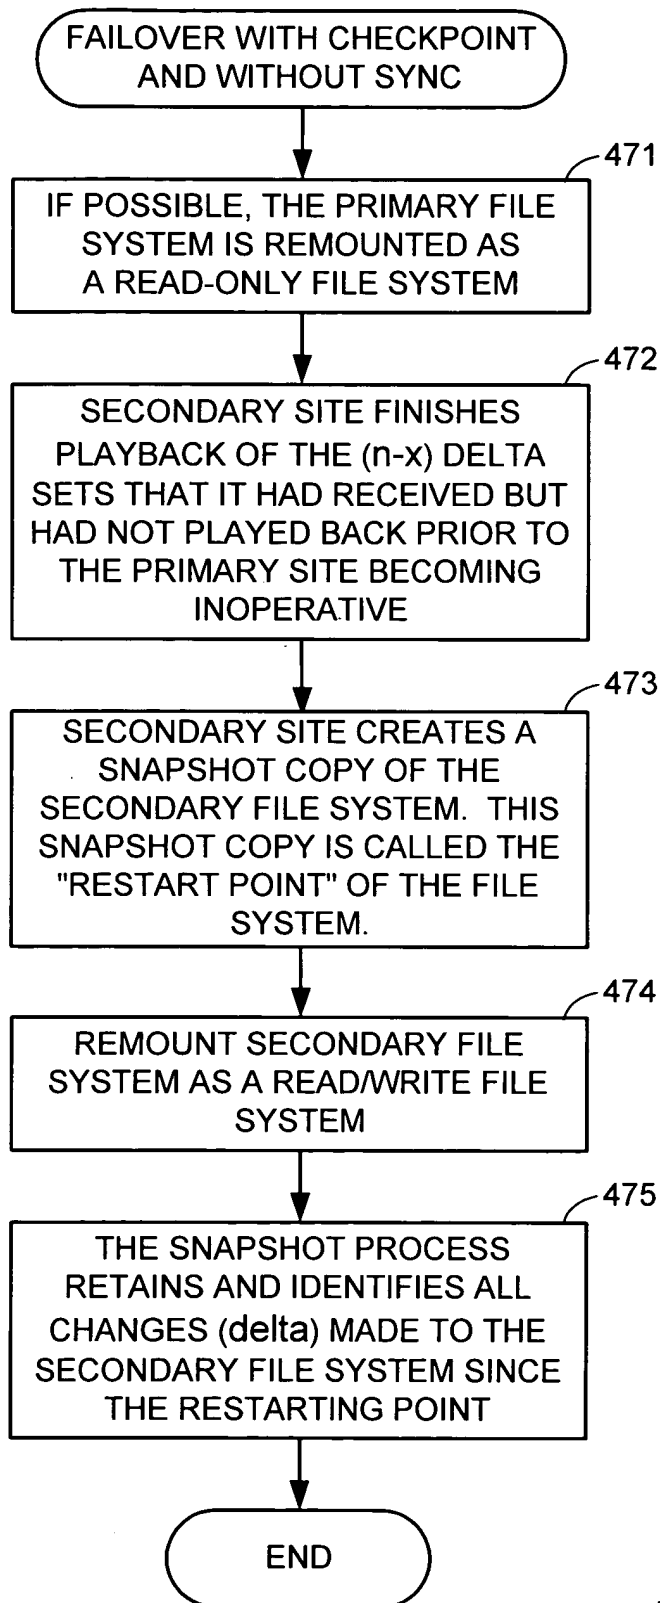 FAILOVER WITH CHECKPOINT
AND WITHOUT SYNC
471
IF POSSIBLE, THE PRIMARY FILE
SYSTEM IS REMOUNTED AS
A READ-ONLY FILE SYSTEM
472
SECONDARY SITE FINISHES
PLAYBACK OF THE (n-x) DELTA
SETS THAT IT HAD RECEIVED BUT
HAD NOT PLAYED BACK PRIOR TO
THE PRIMARY SITE BECOMING
INOPERATIVE
473
SECONDARY SITE CREATES A
SNAPSHOT COPY OF THE
SECONDARY FILE SYSTEM. THIS
SNAPSHOT COPY IS CALLED THE
"RESTART POINT" OF THE FILE
SYSTEM.
474
REMOUNT SECONDARY FILE
SYSTEM AS A READ/WRITE FILE
SYSTEM
475
THE SNAPSHOT PROCESS
RETAINS AND IDENTIFIES ALL
CHANGES (delta) MADE TO THE
SECONDARY FILE SYSTEM SINCE
THE RESTARTING POINT
END